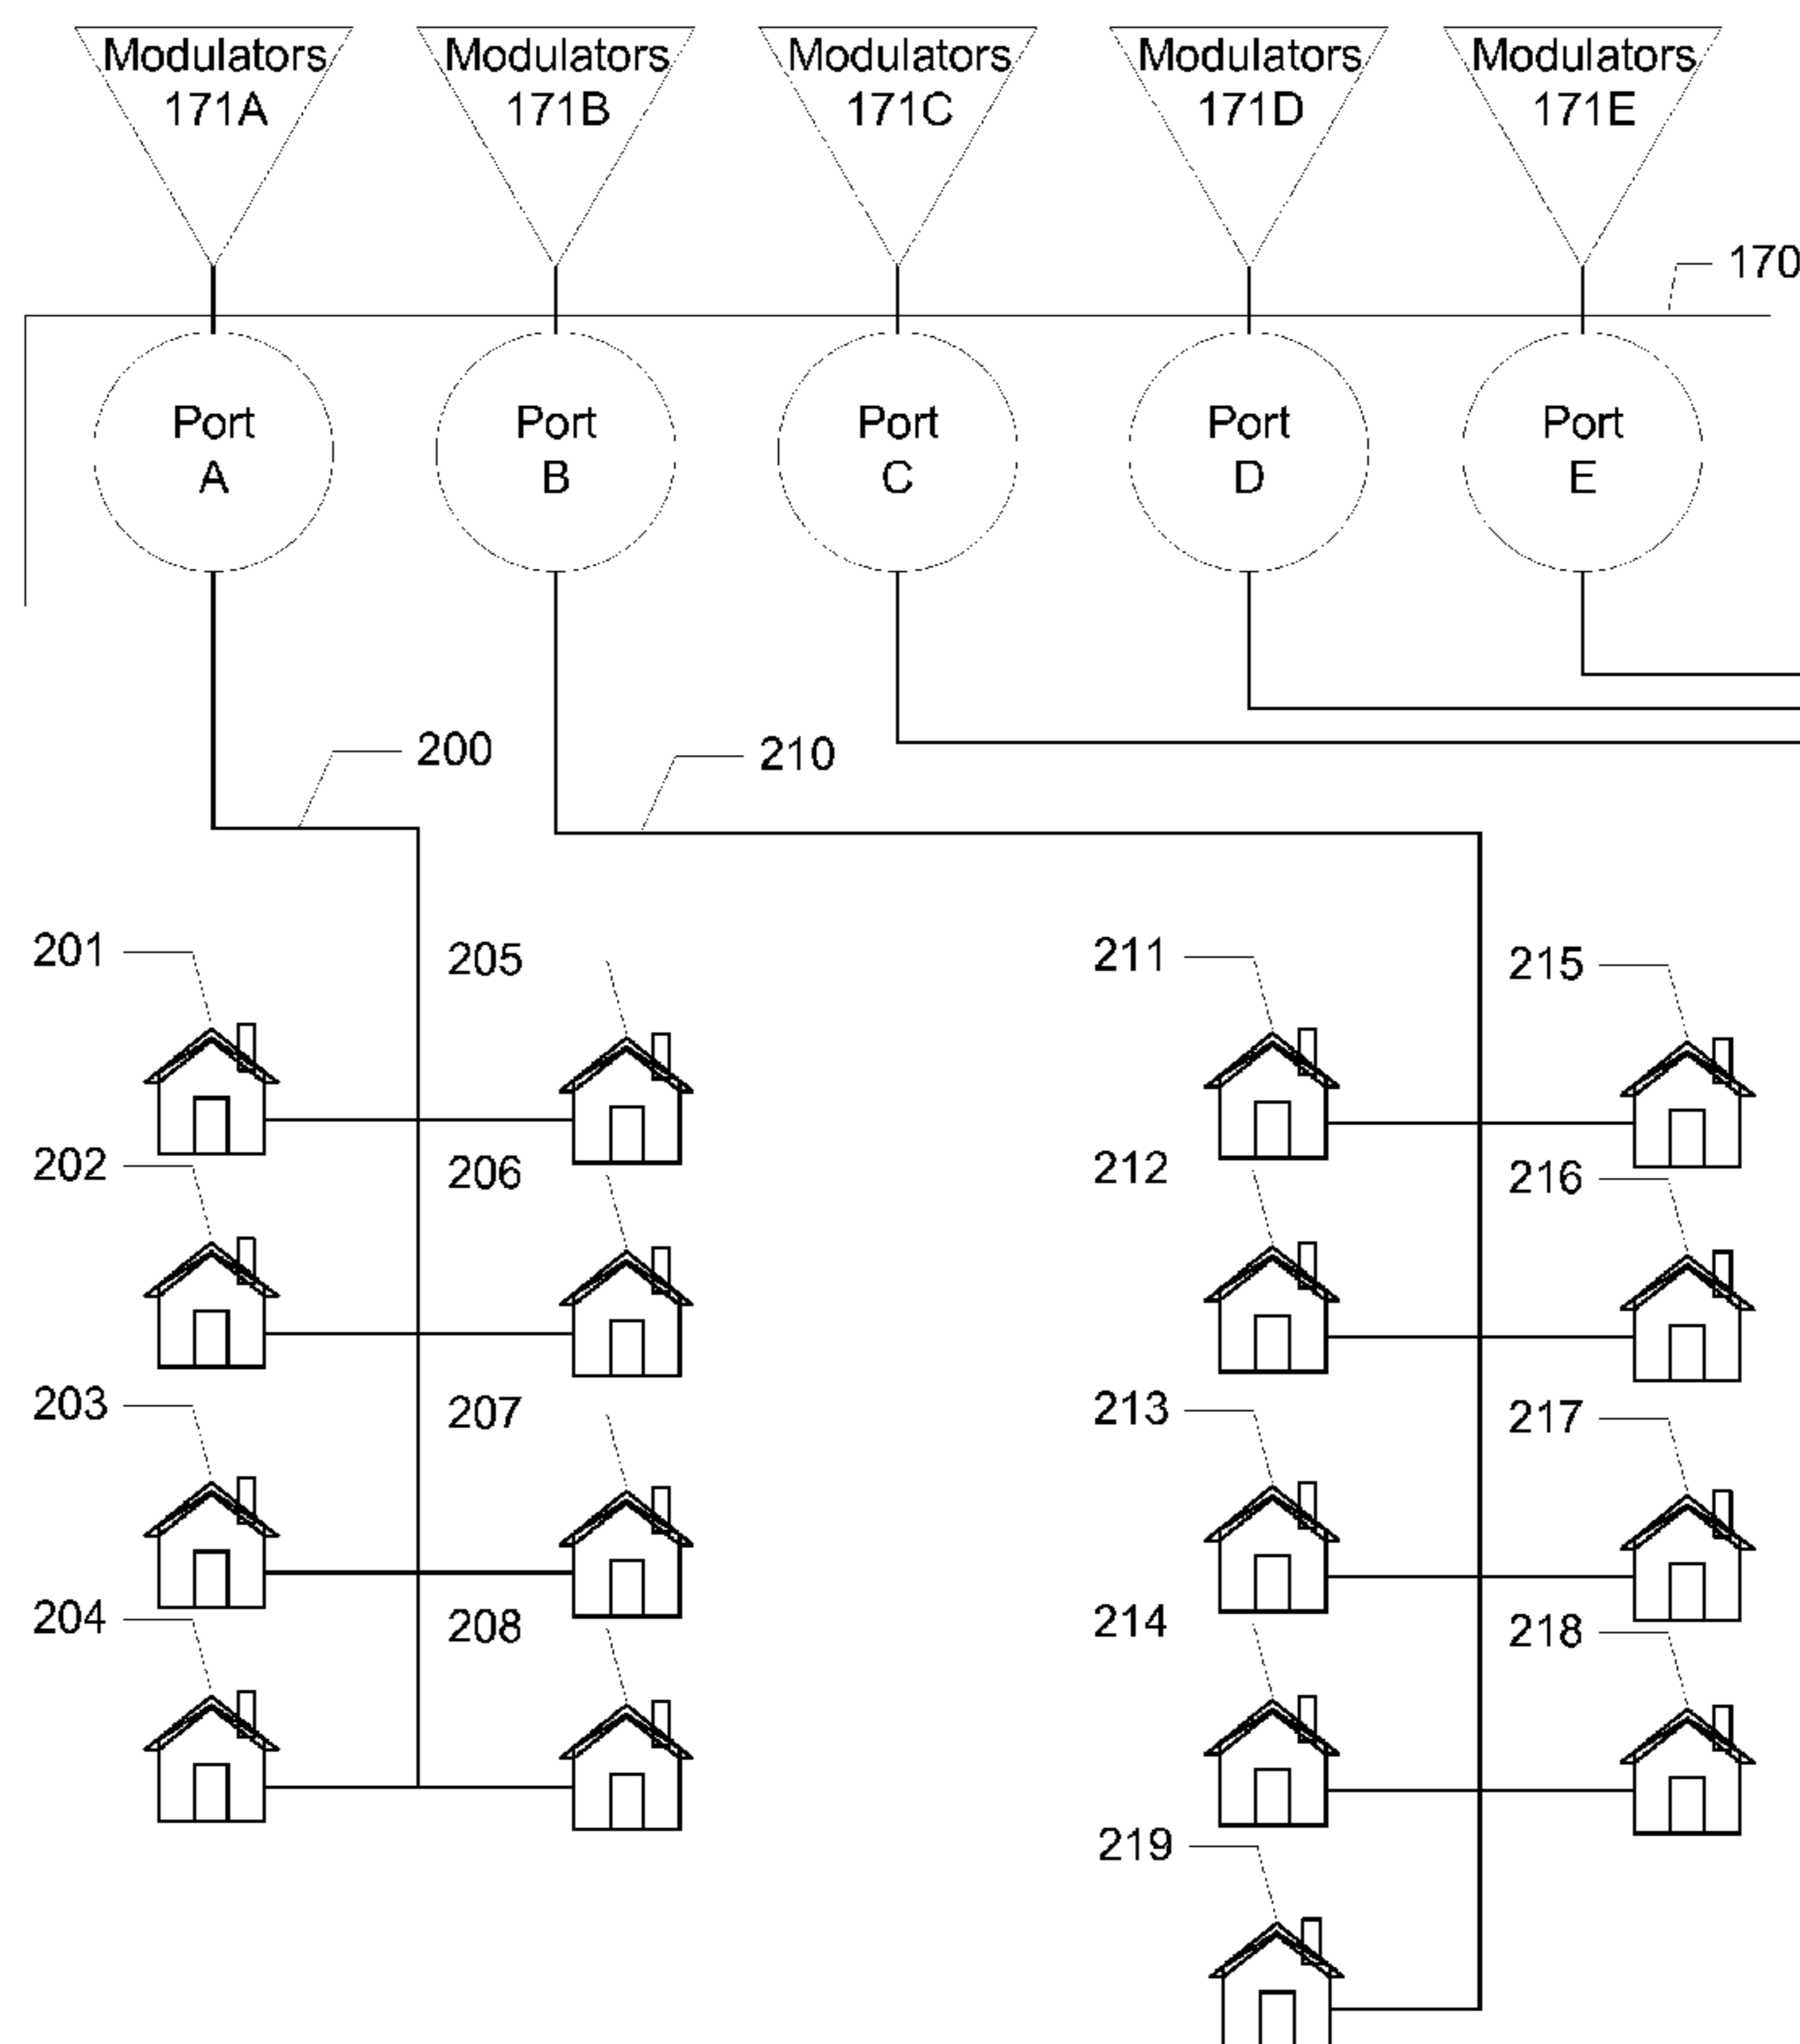 Modulators
171A
Modulators
171B
Modulators
171C
Modulators
171D
Modulators
171E
170
Port
A
Port
B
Port
C
Port
D
Port
E
200
210
201
205
211
215
202
206
212
216
203
207
213
217
204
208
214
218
219